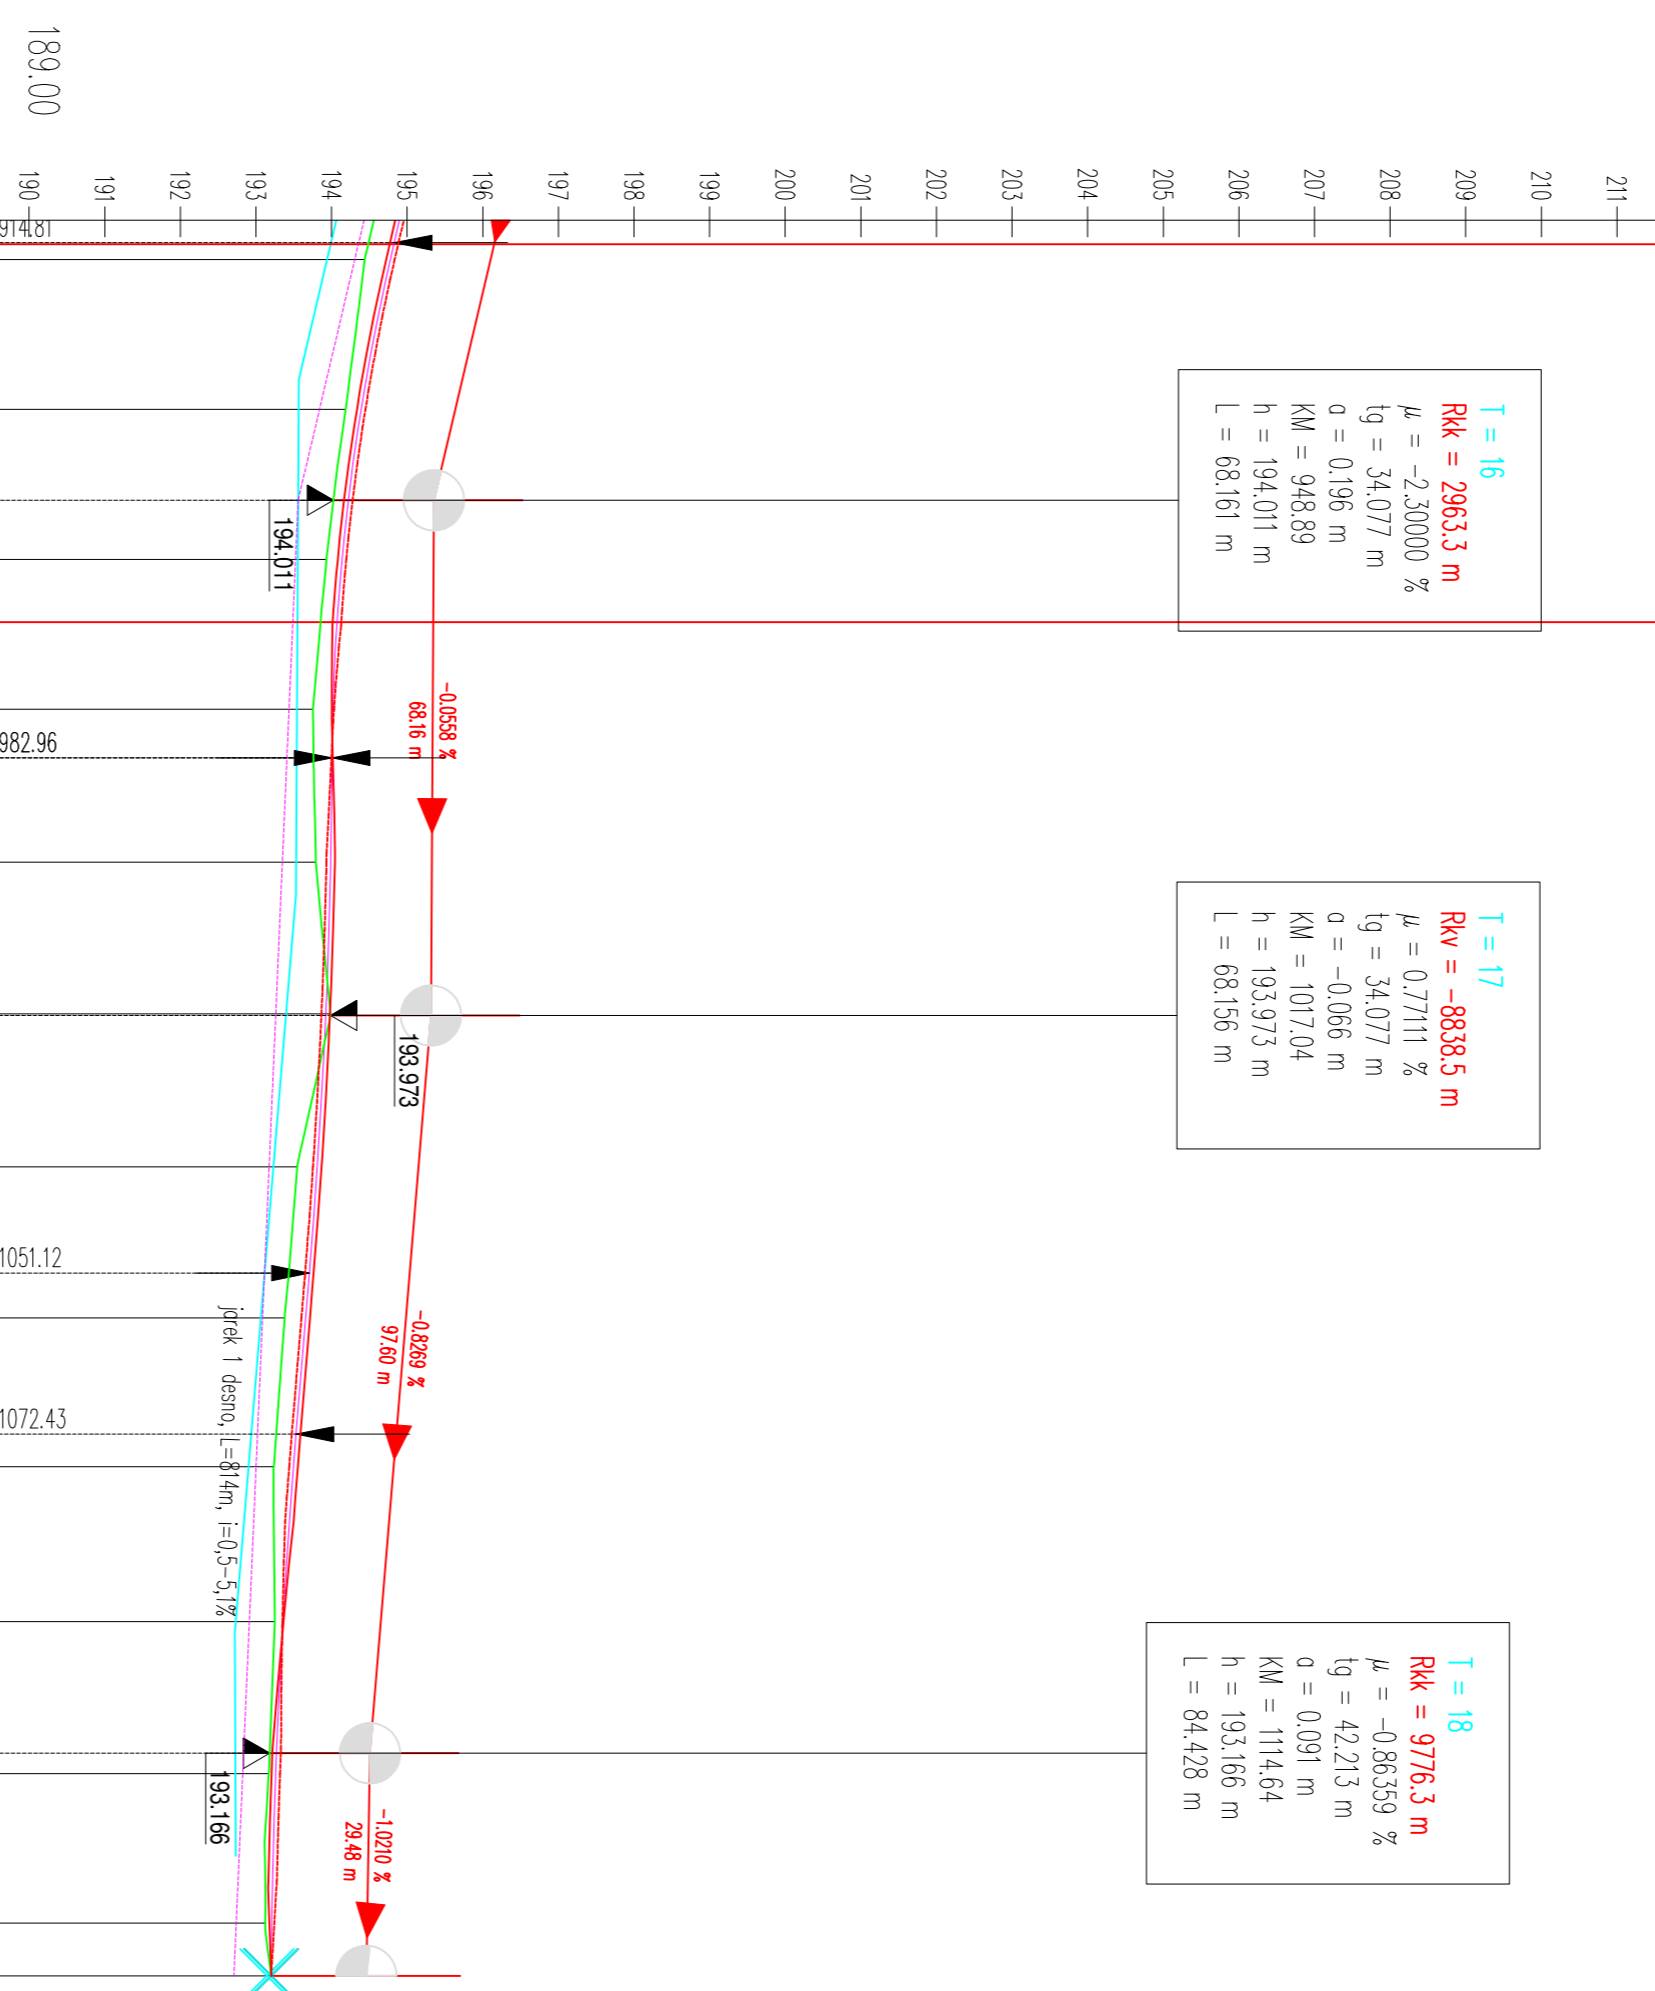 189.00
211
210
209
208
207
206
205
204
203
202
201
200
199
198
197
196
195
194
193
192
191
190
T = 16
Rkk = 2963.3 m
μ = -2.30000 %
tg = 34.077 m
a = 0.196 m
KM = 948.89
h = 194.011 m
L = 68.161 m
T = 17
Rkv = -8838.5 m
μ = 0.77111 %
tg = 34.077 m
a = -0.066 m
KM = 1017.04
h = 193.973 m
L = 68.156 m
T = 18
Rkk = 9776.3 m
μ = -0.86359 %
tg = 42.213 m
a = 0.091 m
KM = 1114.64
h = 193.166 m
L = 84.428 m
-0.0558 %
68.16 m
-0.8269 %
97.60 m
-1.0210 %
29.48 m
194.011
193.973
193.166
jarek 1 desno, L=814m, i=0,5-5,1%
914.81
982.96
1051.12
1072.43